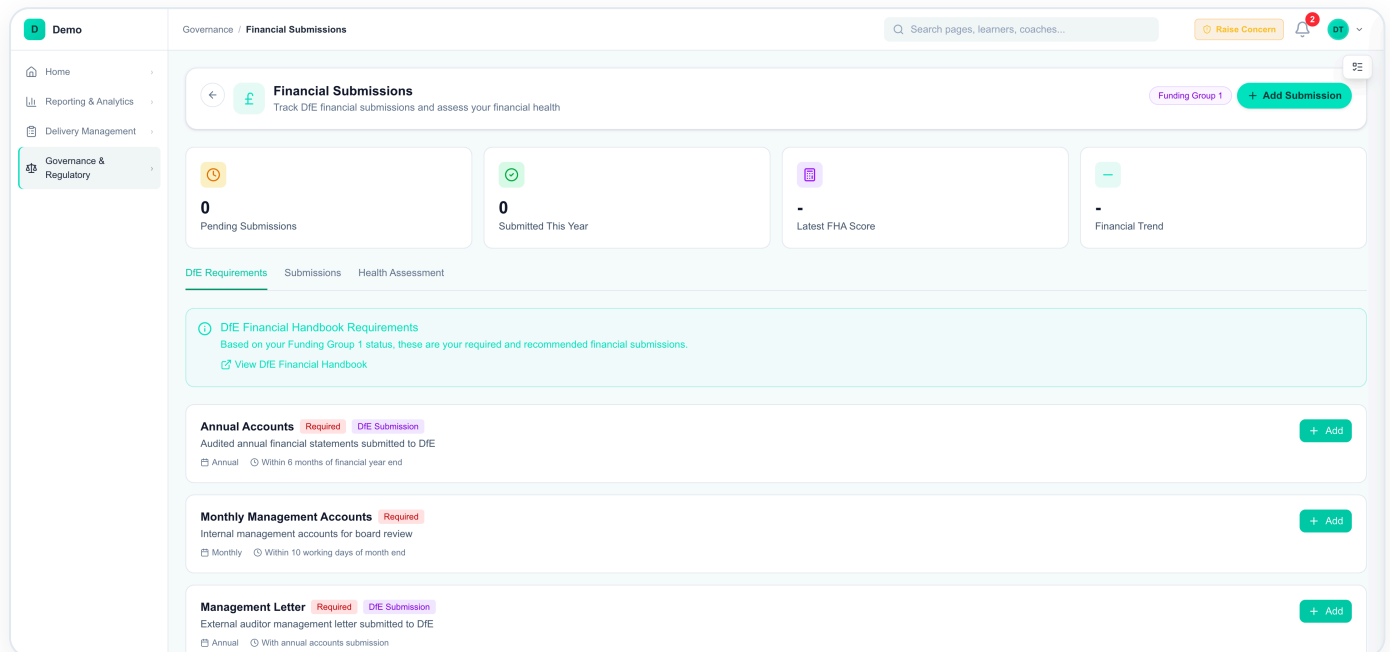 D Demo
Governance / Financial Submissions
Search pages, learners, coaches...
Raise Concern
2
DT
Home
Reporting & Analytics
Delivery Management
Governance &
Regulatory
£
Financial Submissions
Track DfE financial submissions and assess your financial health
Funding Group 1
+ Add Submission
0
Pending Submissions
0
Submitted This Year
-
Latest FHA Score
-
Financial Trend
DfE Requirements
Submissions
Health Assessment
DfE Financial Handbook Requirements
Based on your Funding Group 1 status, these are your required and recommended financial submissions.
View DfE Financial Handbook
Annual Accounts Required DfE Submission
Audited annual financial statements submitted to DfE
Annual Within 6 months of financial year end
+ Add
Monthly Management Accounts Required
Internal management accounts for board review
Monthly Within 10 working days of month end
+ Add
Management Letter Required DfE Submission
External auditor management letter submitted to DfE
Annual With annual accounts submission
+ Add